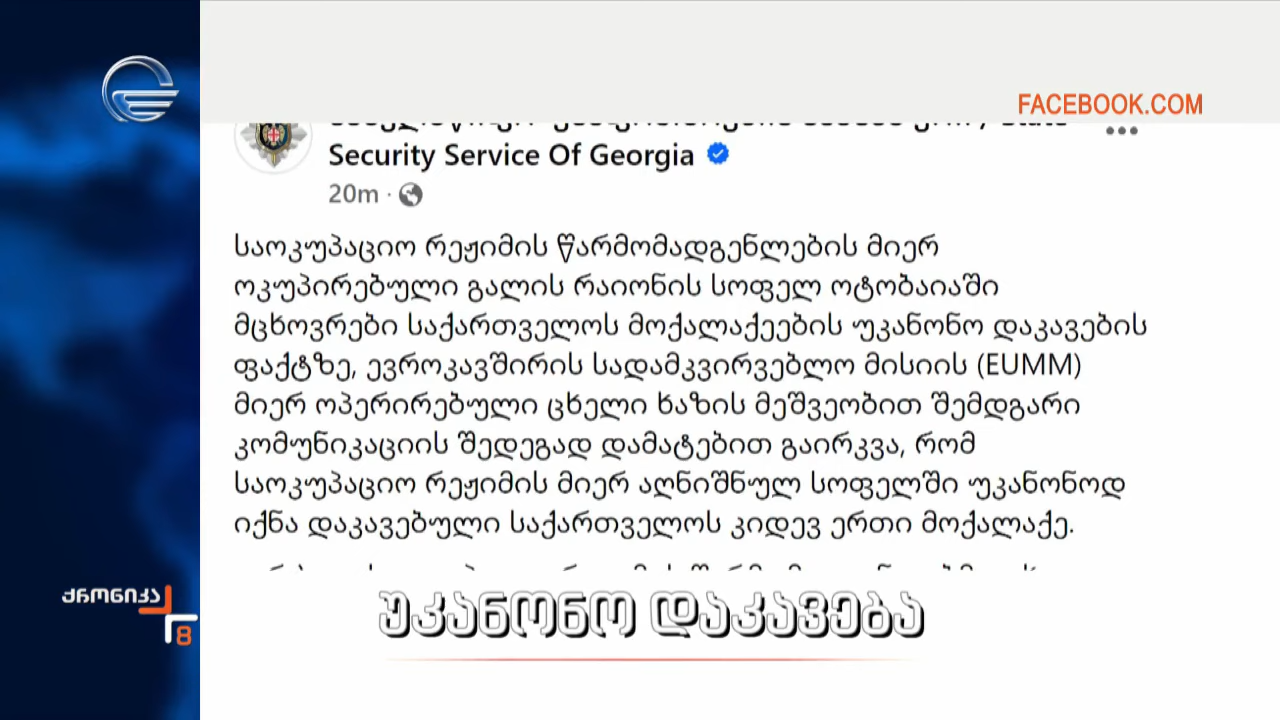 FACEBOOK.COM
State
Security Service Of Georgia
20m ·
საოკუპაციო რეჟიმის წარმომადგენლების მიერ
ოკუპირებული გალის რაიონის სოფელ ოტობაიაში
მცხოვრები საქართველოს მოქალაქეების უკანონო დაკავების
ფაქტზე, ევროკავშირის სადამკვირვებლო მისიის (EUMM)
მიერ ოპერირებული ცხელი ხაზის მეშვეობით შემდგარი
კომუნიკაციის შედეგად დამატებით გაირკვა, რომ
საოკუპაციო რეჟიმის მიერ აღნიშნულ სოფელში უკანონოდ
იქნა დაკავებული საქართველოს კიდევ ერთი მოქალაქე.
ქრონიკა
8
უკანონო დაკავება